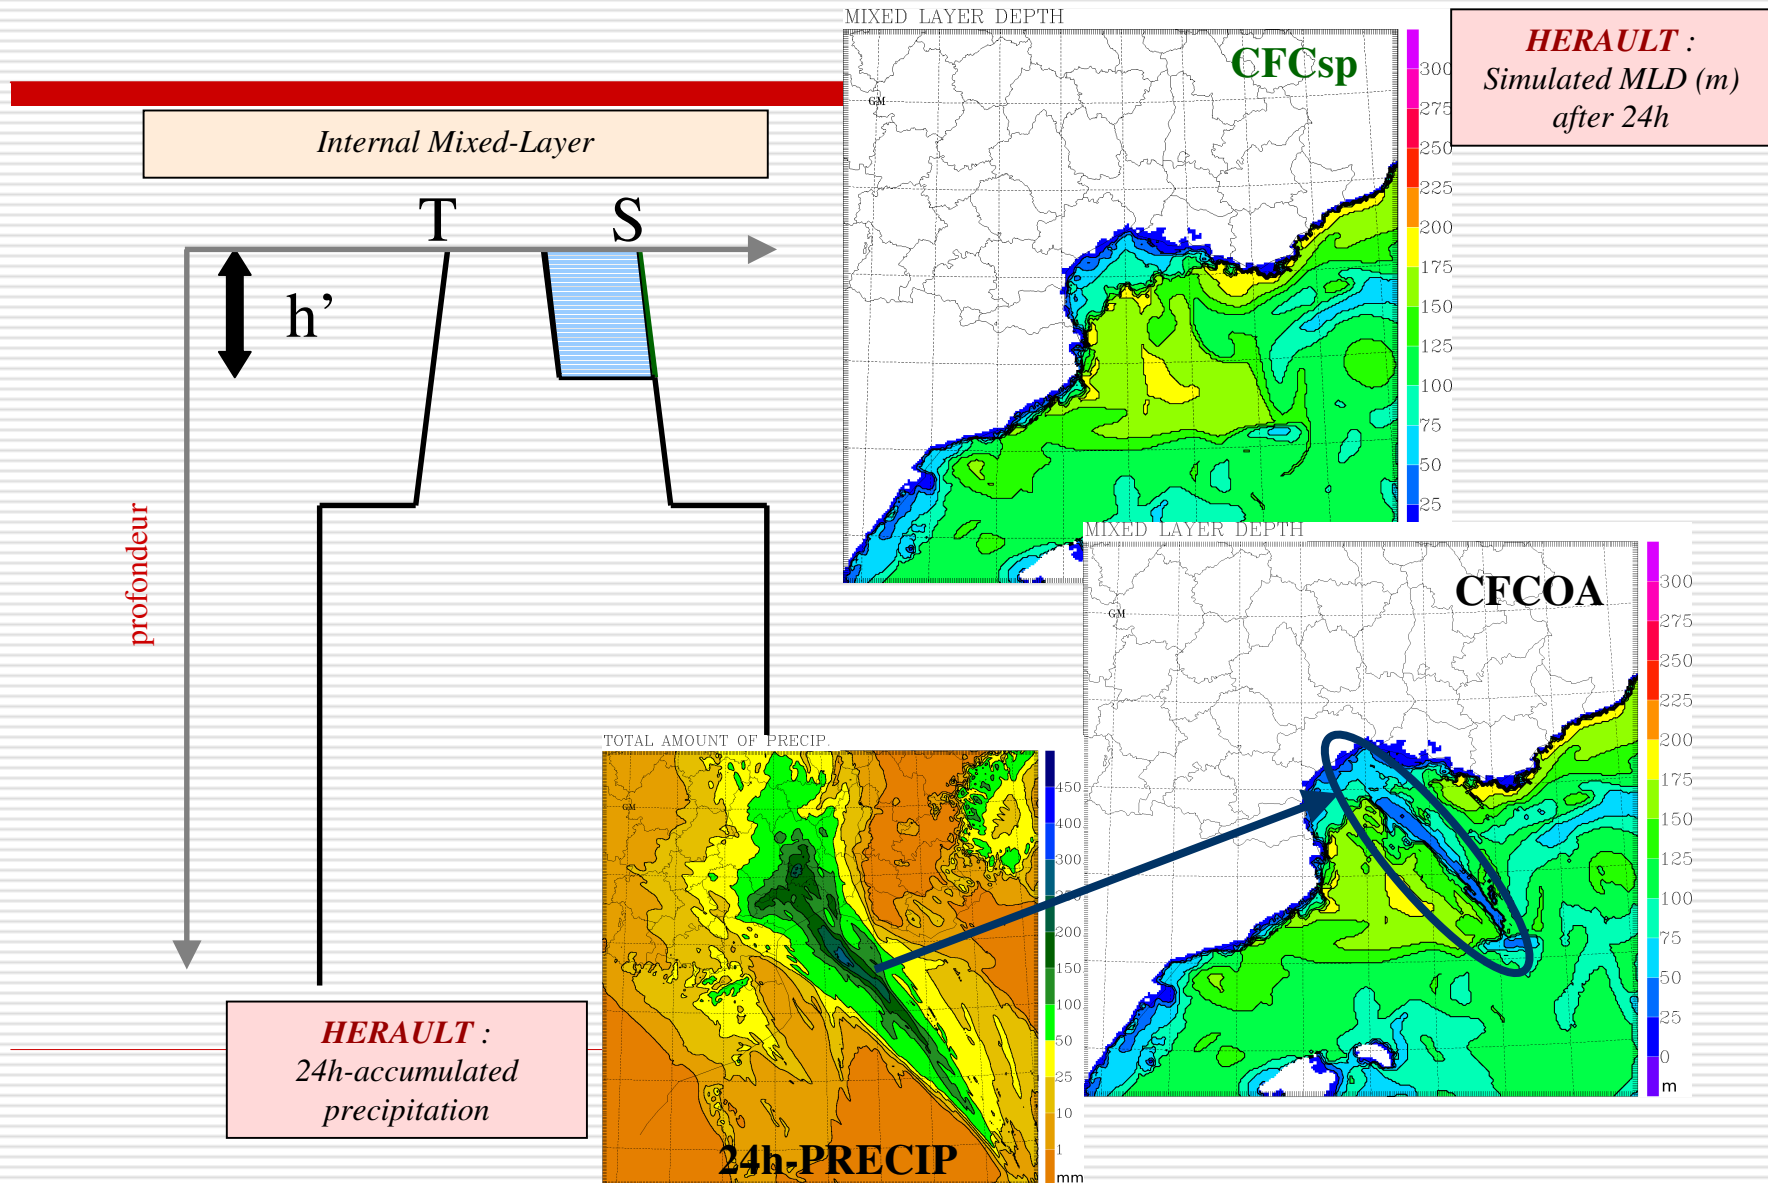 MIXED LAYER DEPTH
CFCsp
GM
300
275
250
225
200
175
150
125
100
75
50
25
HERAULT :
Simulated MLD (m)
after 24h
Internal Mixed-Layer
T
S
h’
profondeur
MIXED LAYER DEPTH
CFCOA
GM
300
275
250
225
200
175
150
125
100
75
50
25
0
m
TOTAL AMOUNT OF PRECIP.
GM
450
400
300
200
150
100
50
25
10
1
mm
24h-PRECIP
HERAULT :
24h-accumulated
precipitation